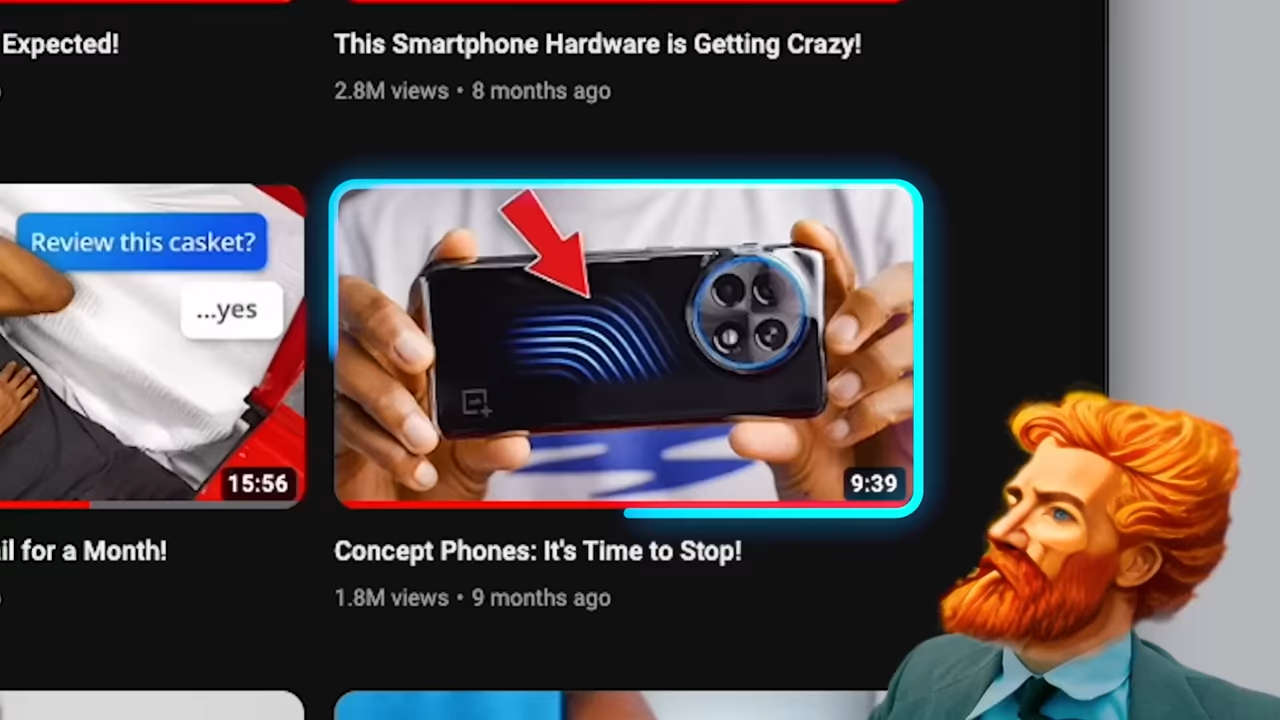 Expected!
This Smartphone Hardware is Getting Crazy!
2.8M views • 8 months ago
Review this casket?
...yes
15:56
9:39
il for a Month!
Concept Phones: It's Time to Stop!
1.8M views • 9 months ago